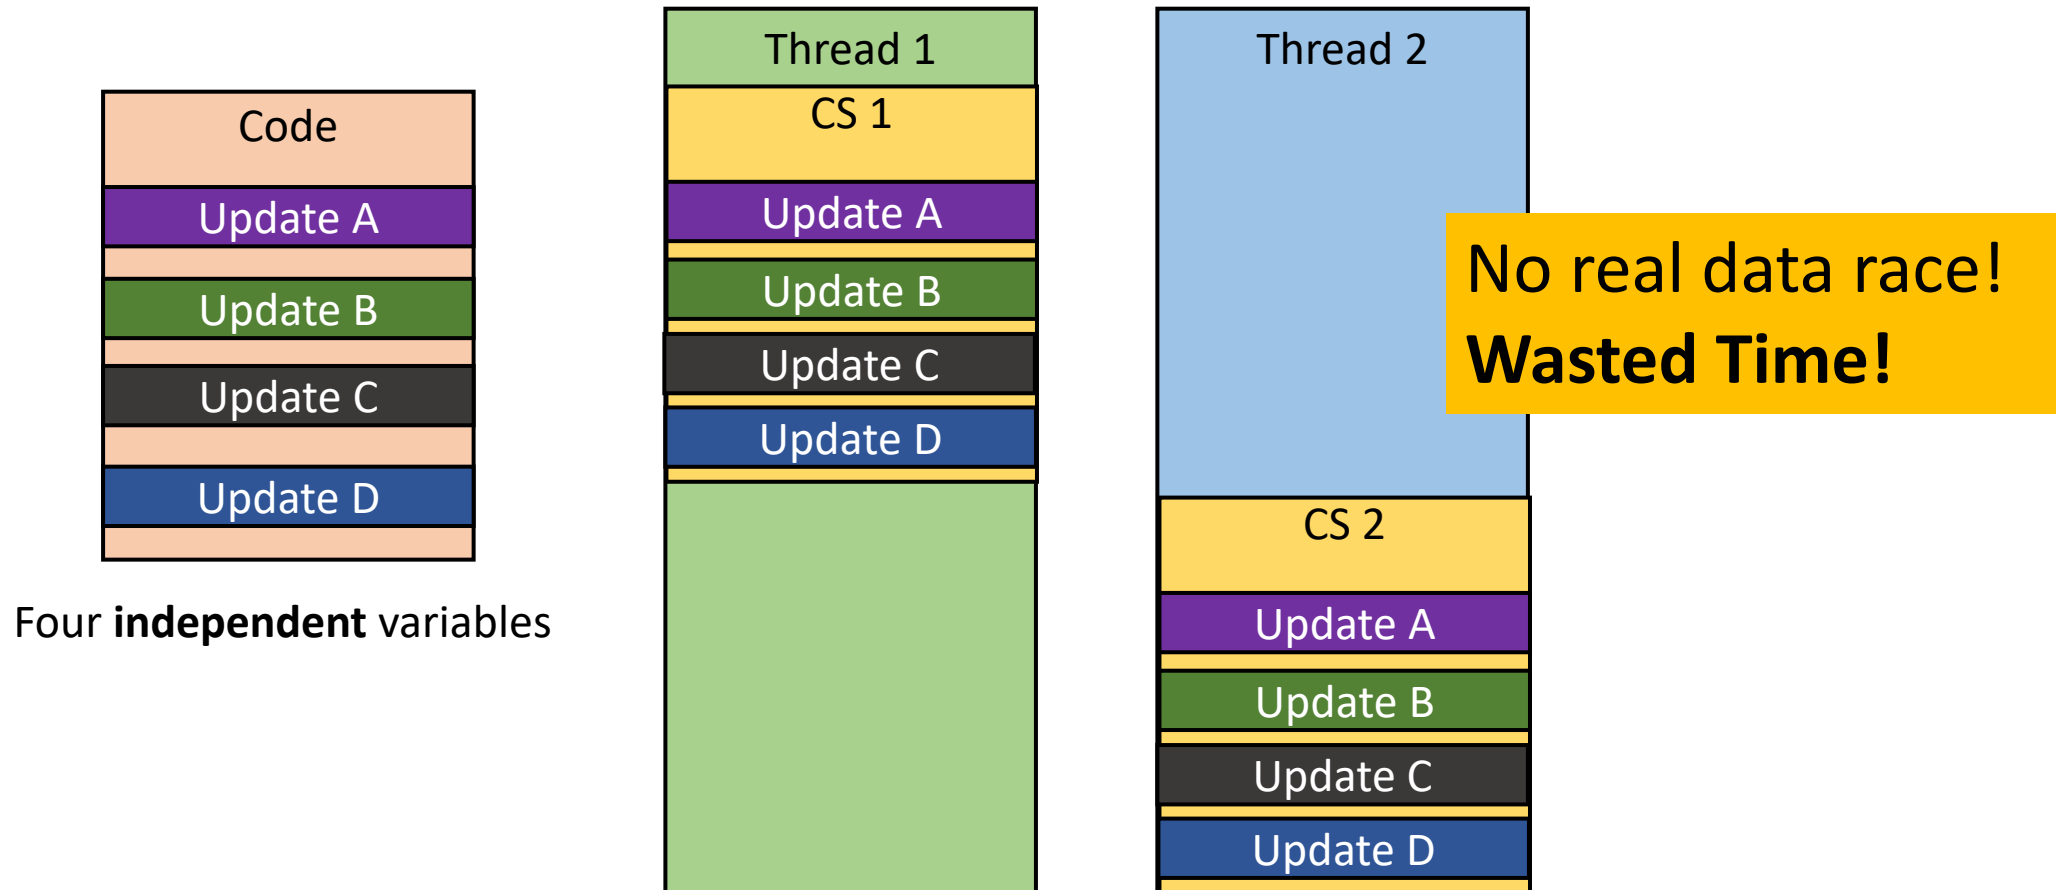 Code
Update A
Update B
Update C
Update D
Four independent variables
Thread 1
CS 1
Update A
Update B
Update C
Update D
Thread 2
No real data race!
Wasted Time!
CS 2
Update A
Update B
Update C
Update D